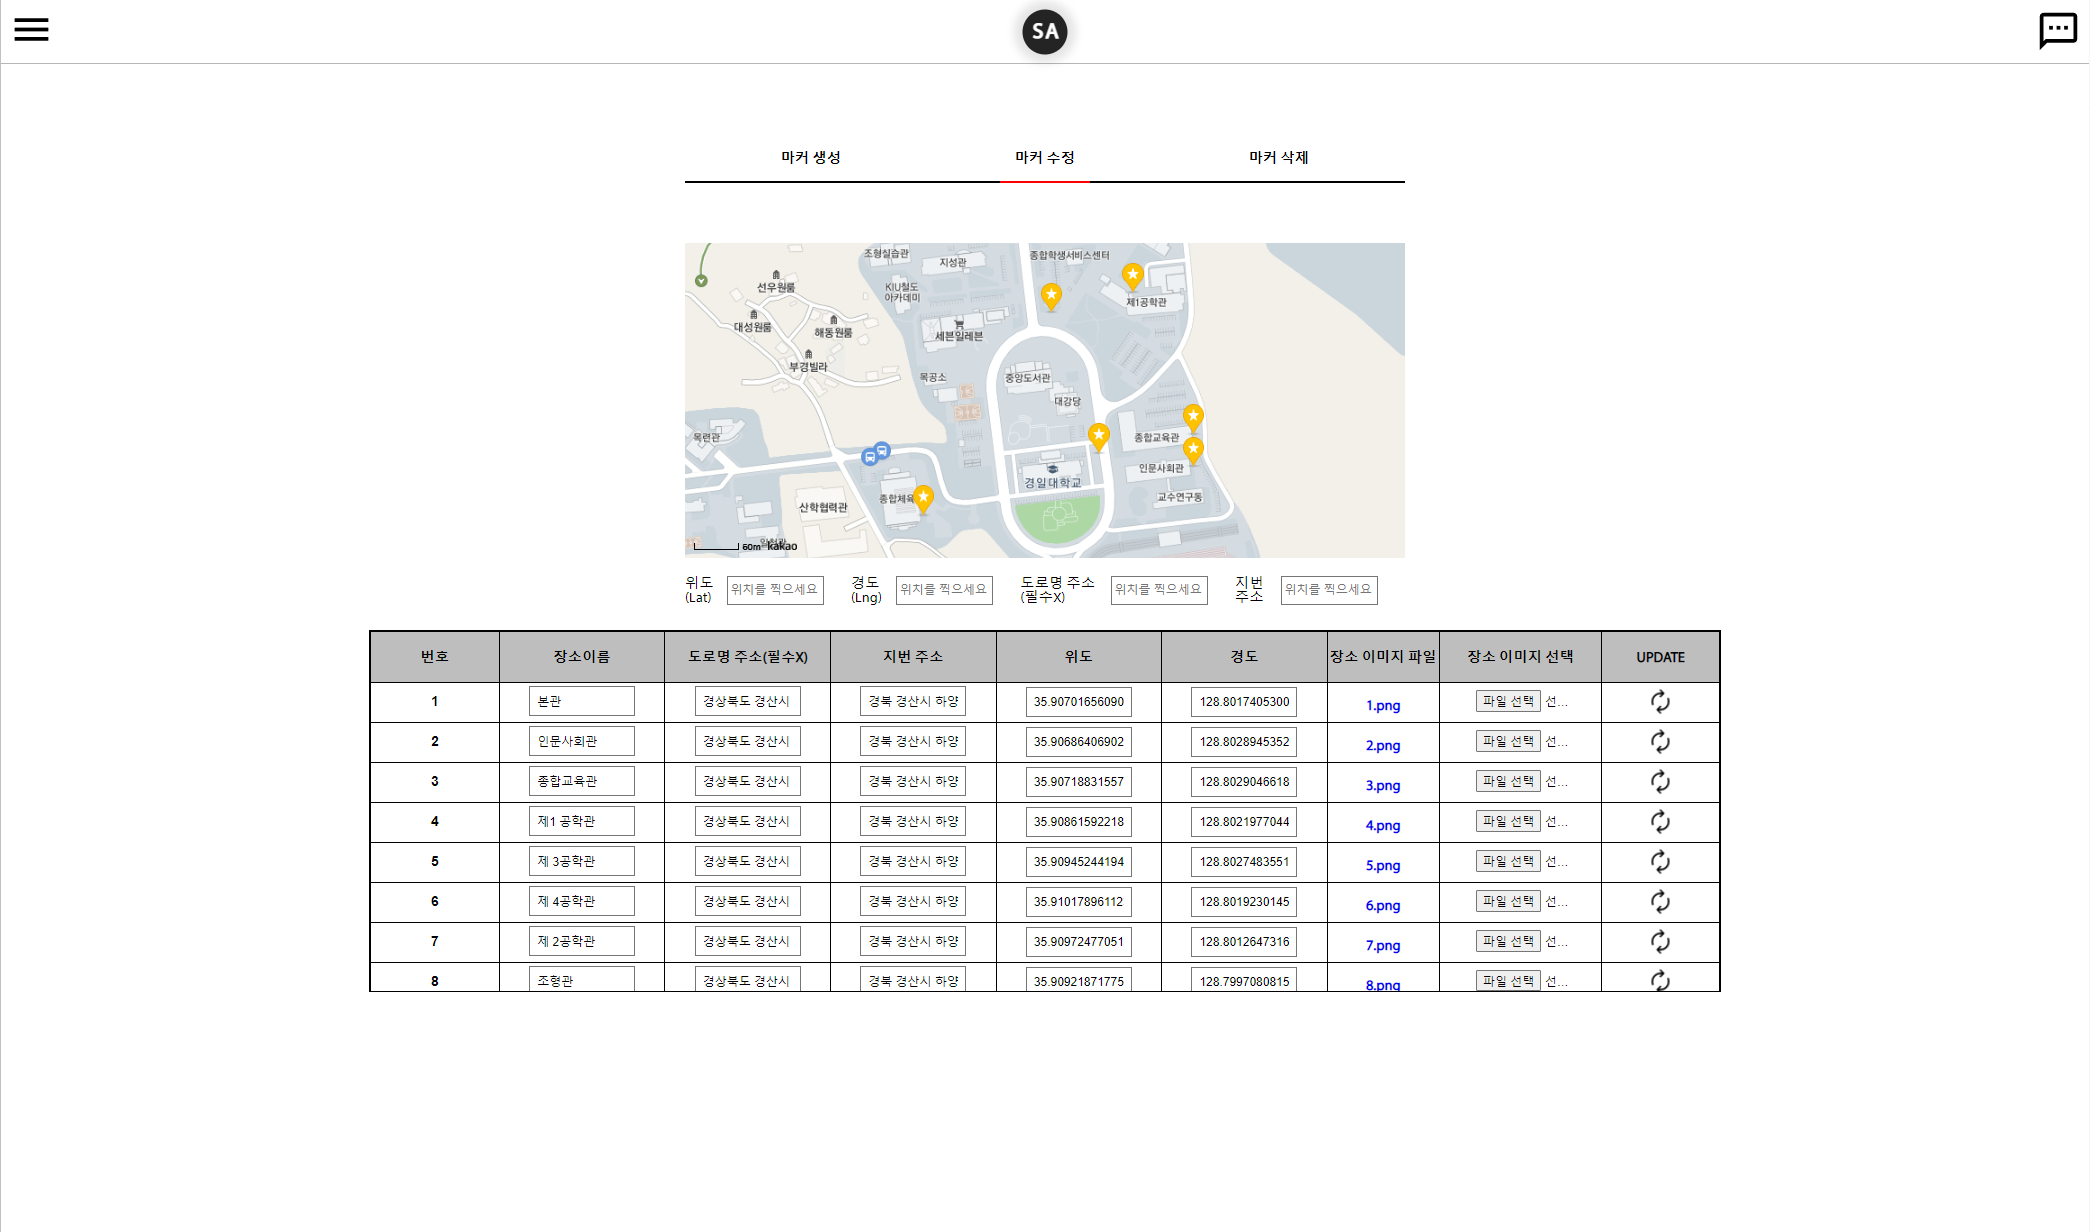 SA
마커 생성
마커 수정
마커 삭제
조형실습관
지성관
종합학생서비스센터
선우원룸
KIU철도
아카데미
제1공학관
대성원룸
해동원룸
세븐일레븐
부경빌라
목공소
중앙도서관
대강당
목련관
종합교육관
인문사회관
경일대학교
종합체육
교수연구동
산학협력관
60m kakao
위도
(Lat)
위치를 찍으세요
경도
(Lng)
위치를 찍으세요
도로명 주소
(필수X)
위치를 찍으세요
지번
주소
위치를 찍으세요
번호 장소이름 도로명 주소(필수X) 지번 주소 위도 경도 장소 이미지 파일 장소 이미지 선택 UPDATE
1 본관 경상북도 경산시 경북 경산시 하양 35.90701656090 128.8017405300 1.png 파일 선택 선...
2 인문사회관 경상북도 경산시 경북 경산시 하양 35.90686406902 128.8028945352 2.png 파일 선택 선...
3 종합교육관 경상북도 경산시 경북 경산시 하양 35.90718831557 128.8029046618 3.png 파일 선택 선...
4 제1 공학관 경상북도 경산시 경북 경산시 하양 35.90861592218 128.8021977044 4.png 파일 선택 선...
5 제 3공학관 경상북도 경산시 경북 경산시 하양 35.90945244194 128.8027483551 5.png 파일 선택 선...
6 제 4공학관 경상북도 경산시 경북 경산시 하양 35.91017896112 128.8019230145 6.png 파일 선택 선...
7 제 2공학관 경상북도 경산시 경북 경산시 하양 35.90972477051 128.8012647316 7.png 파일 선택 선...
8 조형관 경상북도 경산시 경북 경산시 하양 35.90921871775 128.7997080815 8.png 파일 선택 선...